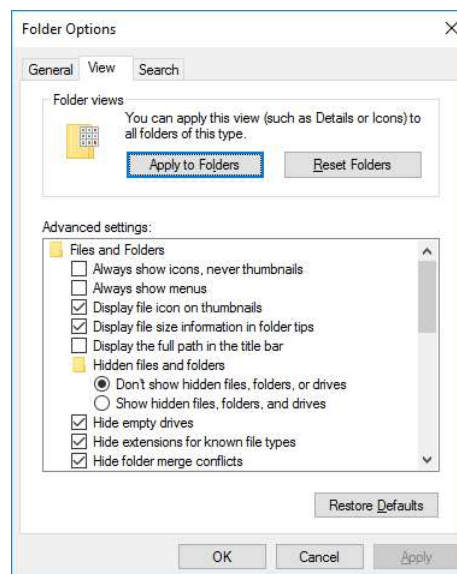 Folder Options
General View Search
Folder views
You can apply this view (such as Details or Icons) to
all folders of this type.
Apply to Folders Reset Folders
Advanced settings:
Files and Folders
Always show icons, never thumbnails
Always show menus
Display file icon on thumbnails
Display file size information in folder tips
Display the full path in the title bar
Hidden files and folders
Don't show hidden files, folders, or drives
Show hidden files, folders, and drives
Hide empty drives
Hide extensions for known file types
Hide folder merge conflicts
Restore Defaults
OK Cancel Apply